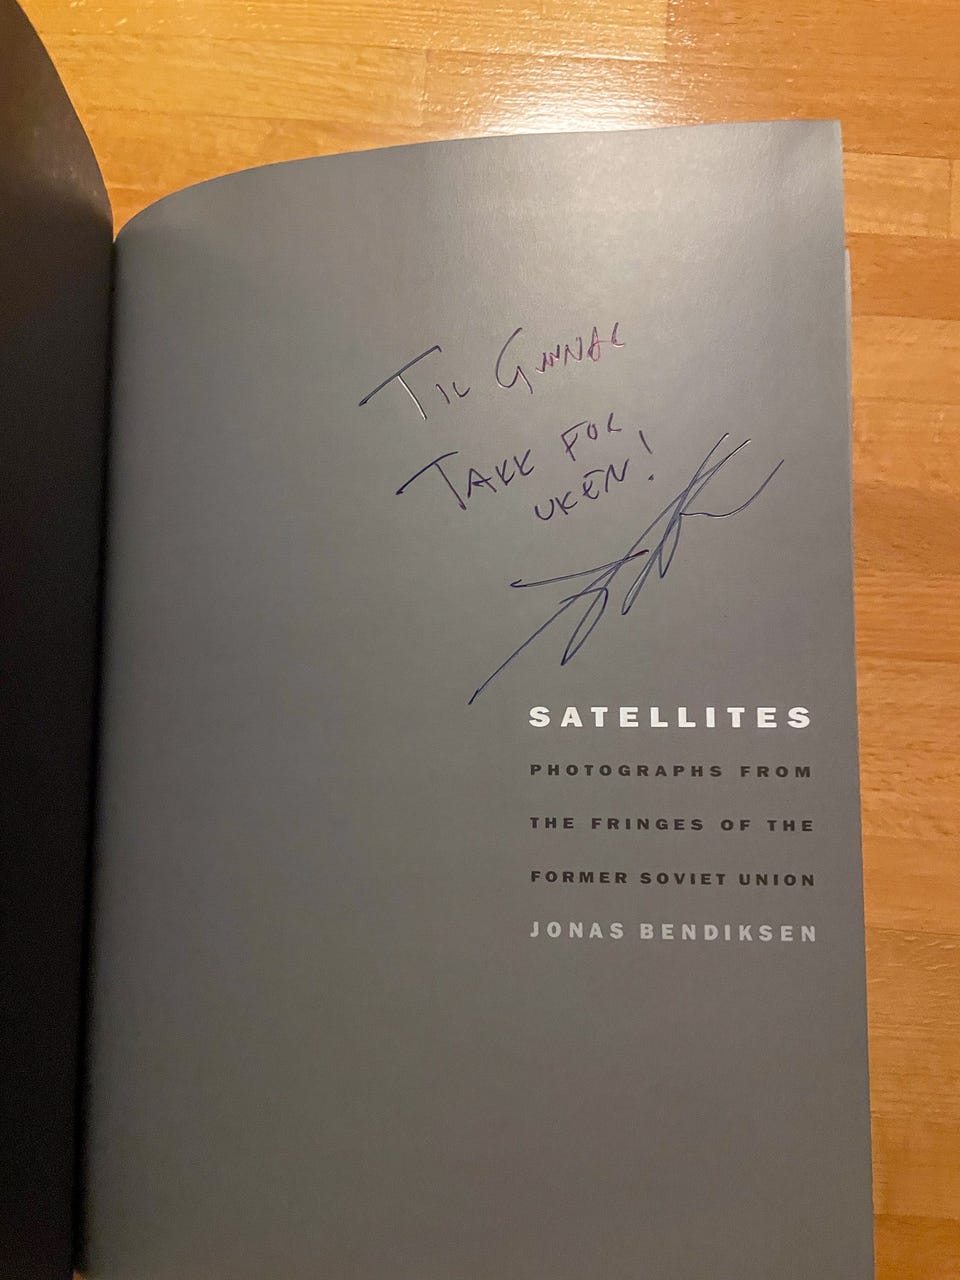 TIL GUNNAR
TAKK FOR
UKEN!
SATELLITES
PHOTOGRAPHS FROM
THE FRINGES OF THE
FORMER SOVIET UNION
JONAS BENDIKSEN